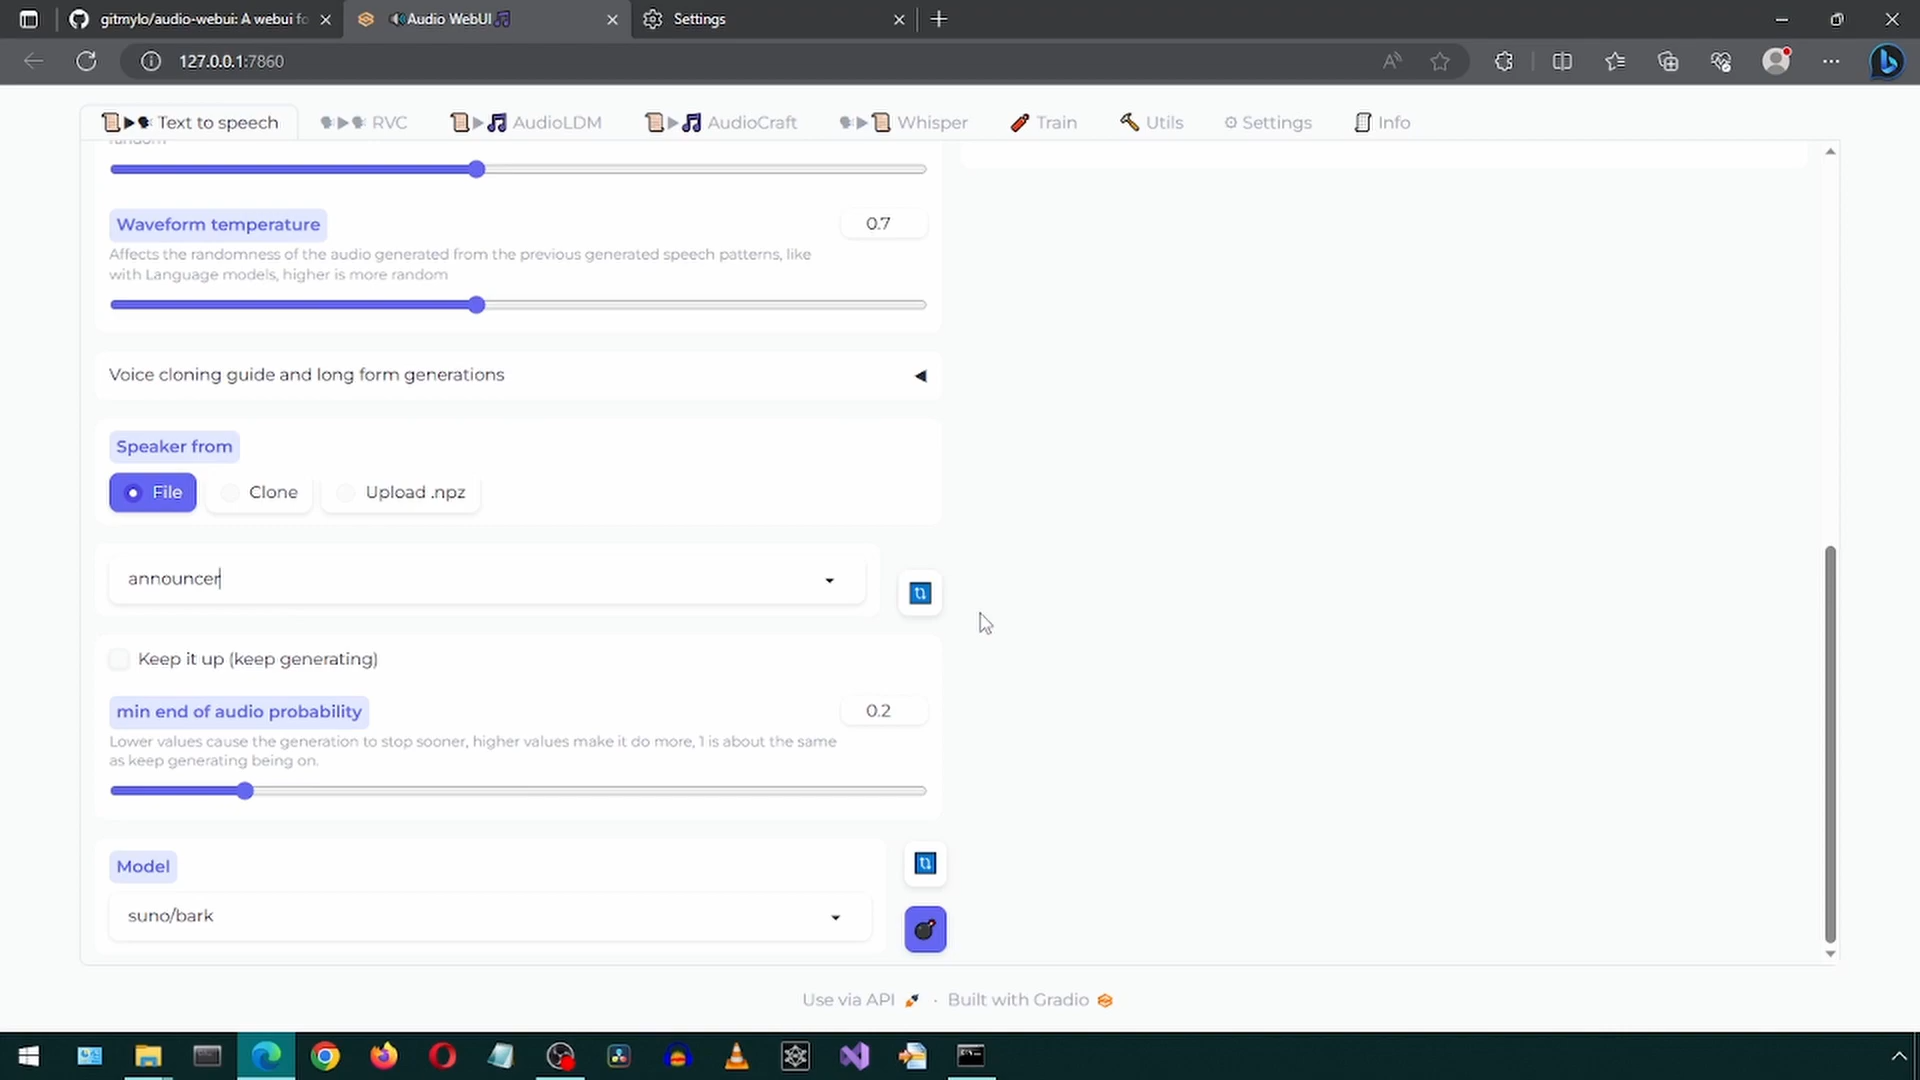 gitmylo/audio-webui: A webui fo
Audio WebUI
Settings
127.0.0.1:7860
Text to speech
RVC
AudioLDM
AudioCraft
Whisper
Train
Utils
Settings
Info
random
Waveform temperature
0.7
Affects the randomness of the audio generated from the previous generated speech patterns, like
with Language models, higher is more random
Voice cloning guide and long form generations
Speaker from
File
Clone
Upload .npz
announcer
Keep it up (keep generating)
min end of audio probability
0.2
Lower values cause the generation to stop sooner, higher values make it do more, 1 is about the same
as keep generating being on.
Model
suno/bark
Use via API · Built with Gradio